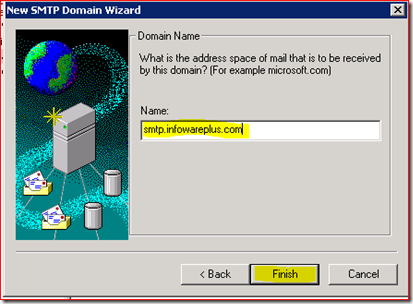 New SMTP Domain Wizard
Domain Name
What is the address space of mail that is to be received
by this domain? (For example microsoft.com)
Name:
smtp.infowareplus.com
< Back
Finish
Cancel